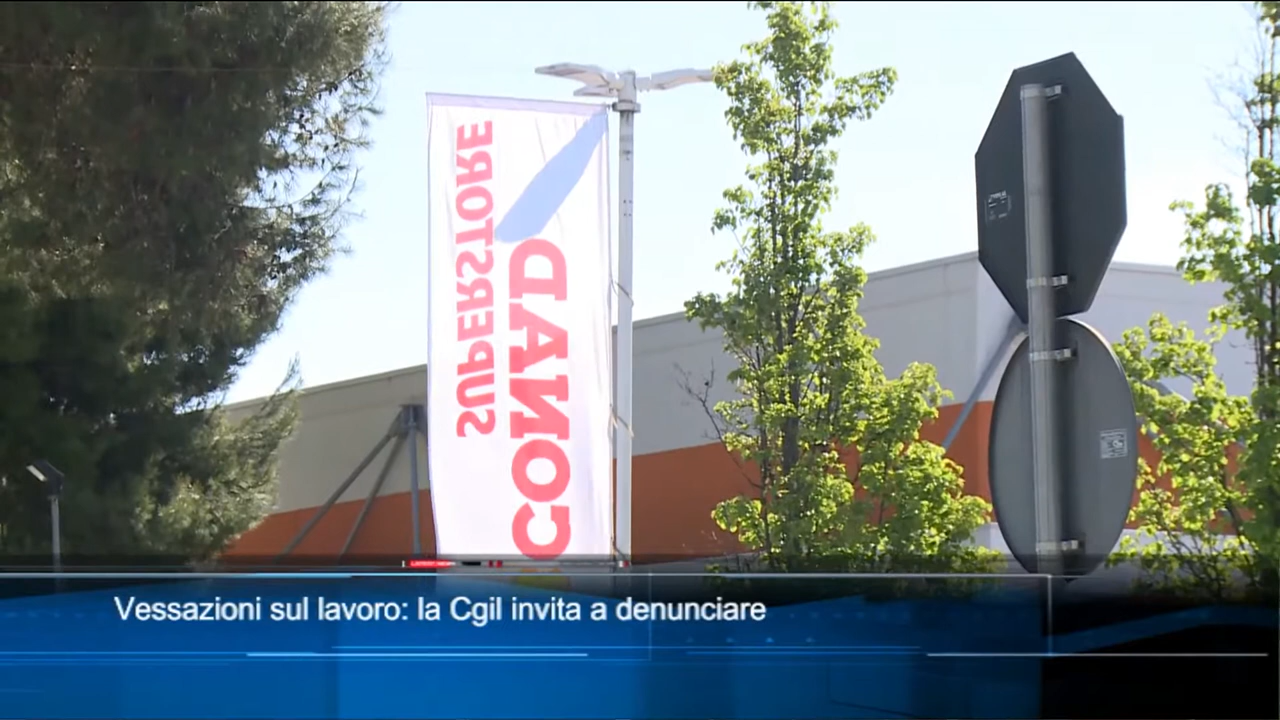 SUPERSTORE
CONAD
Vessazioni sul lavoro: la Cgil invita a denunciare